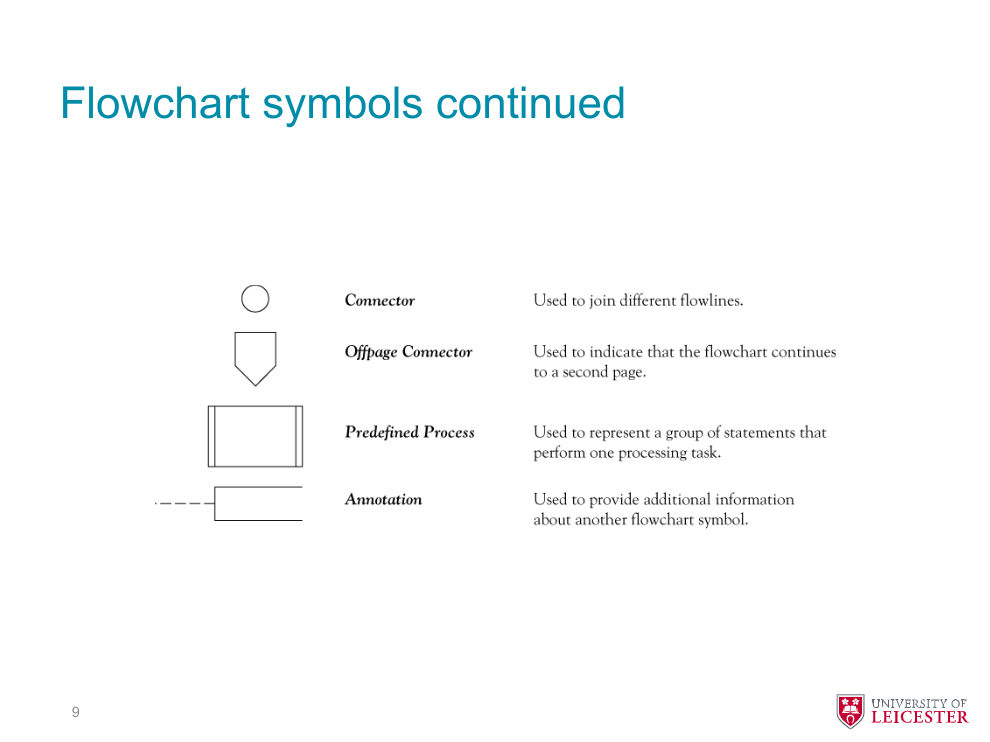 Flowchart symbols continued
Connector Used to join different flowlines.
Offpage Connector Used to indicate that the flowchart continues
to a second page.
Predefined Process Used to represent a group of statements that
perform one processing task.
Annotation Used to provide additional information
about another flowchart symbol.
9
UNIVERSITY OF
LEICESTER